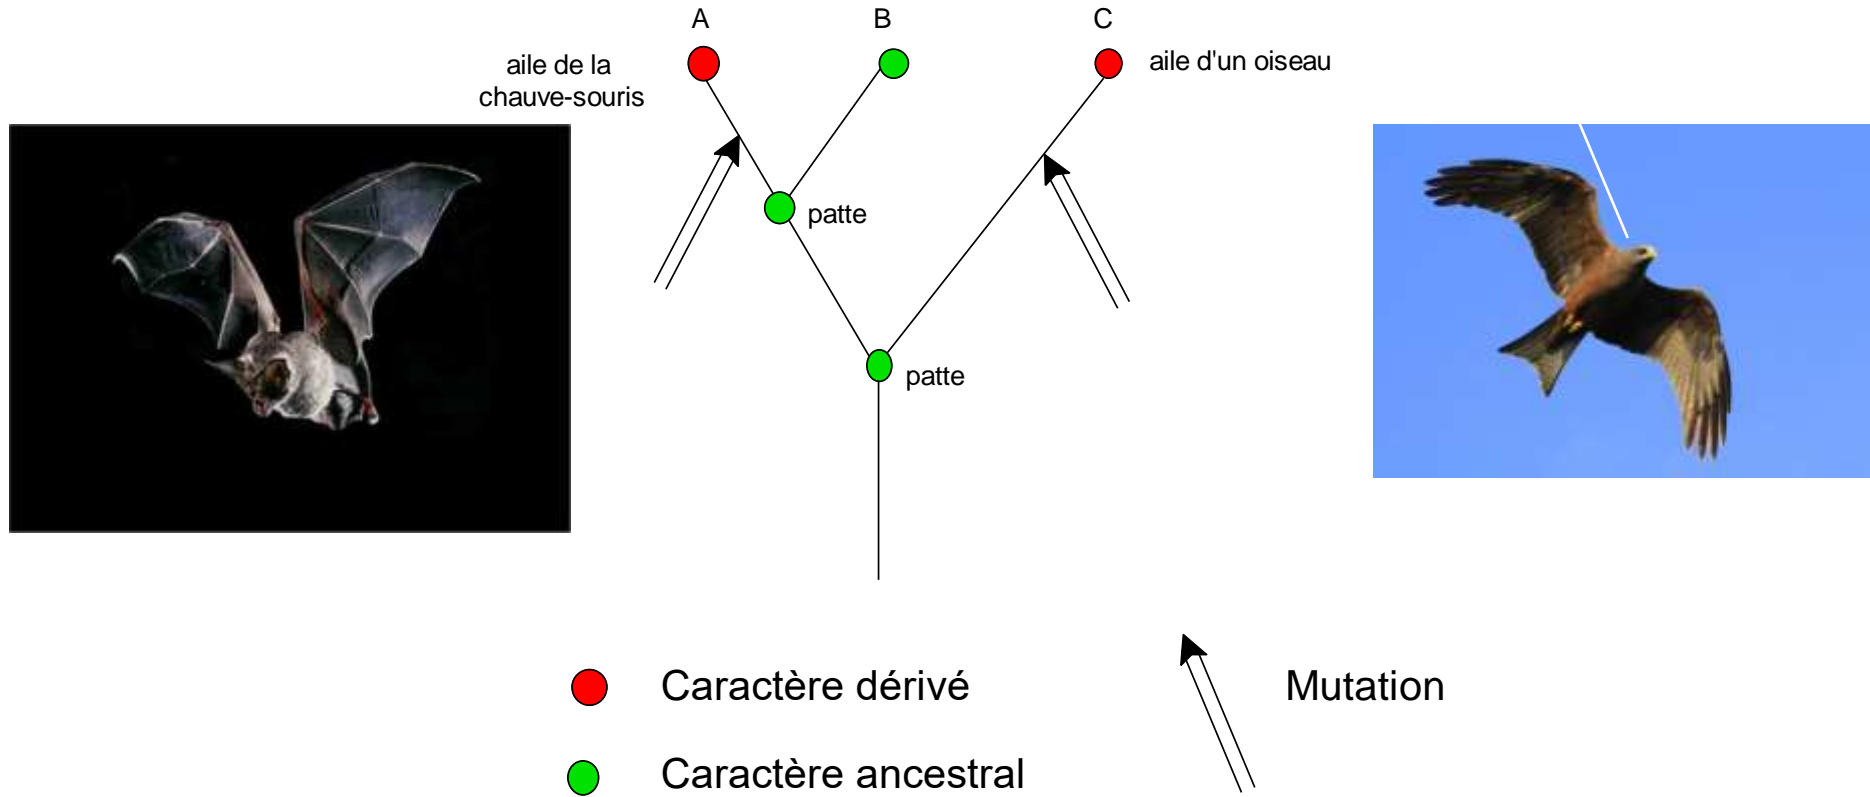 A
B
C
aile de la
chauve-souris
aile d'un oiseau
patte
patte
Caractère dérivé
Mutation
Caractère ancestral